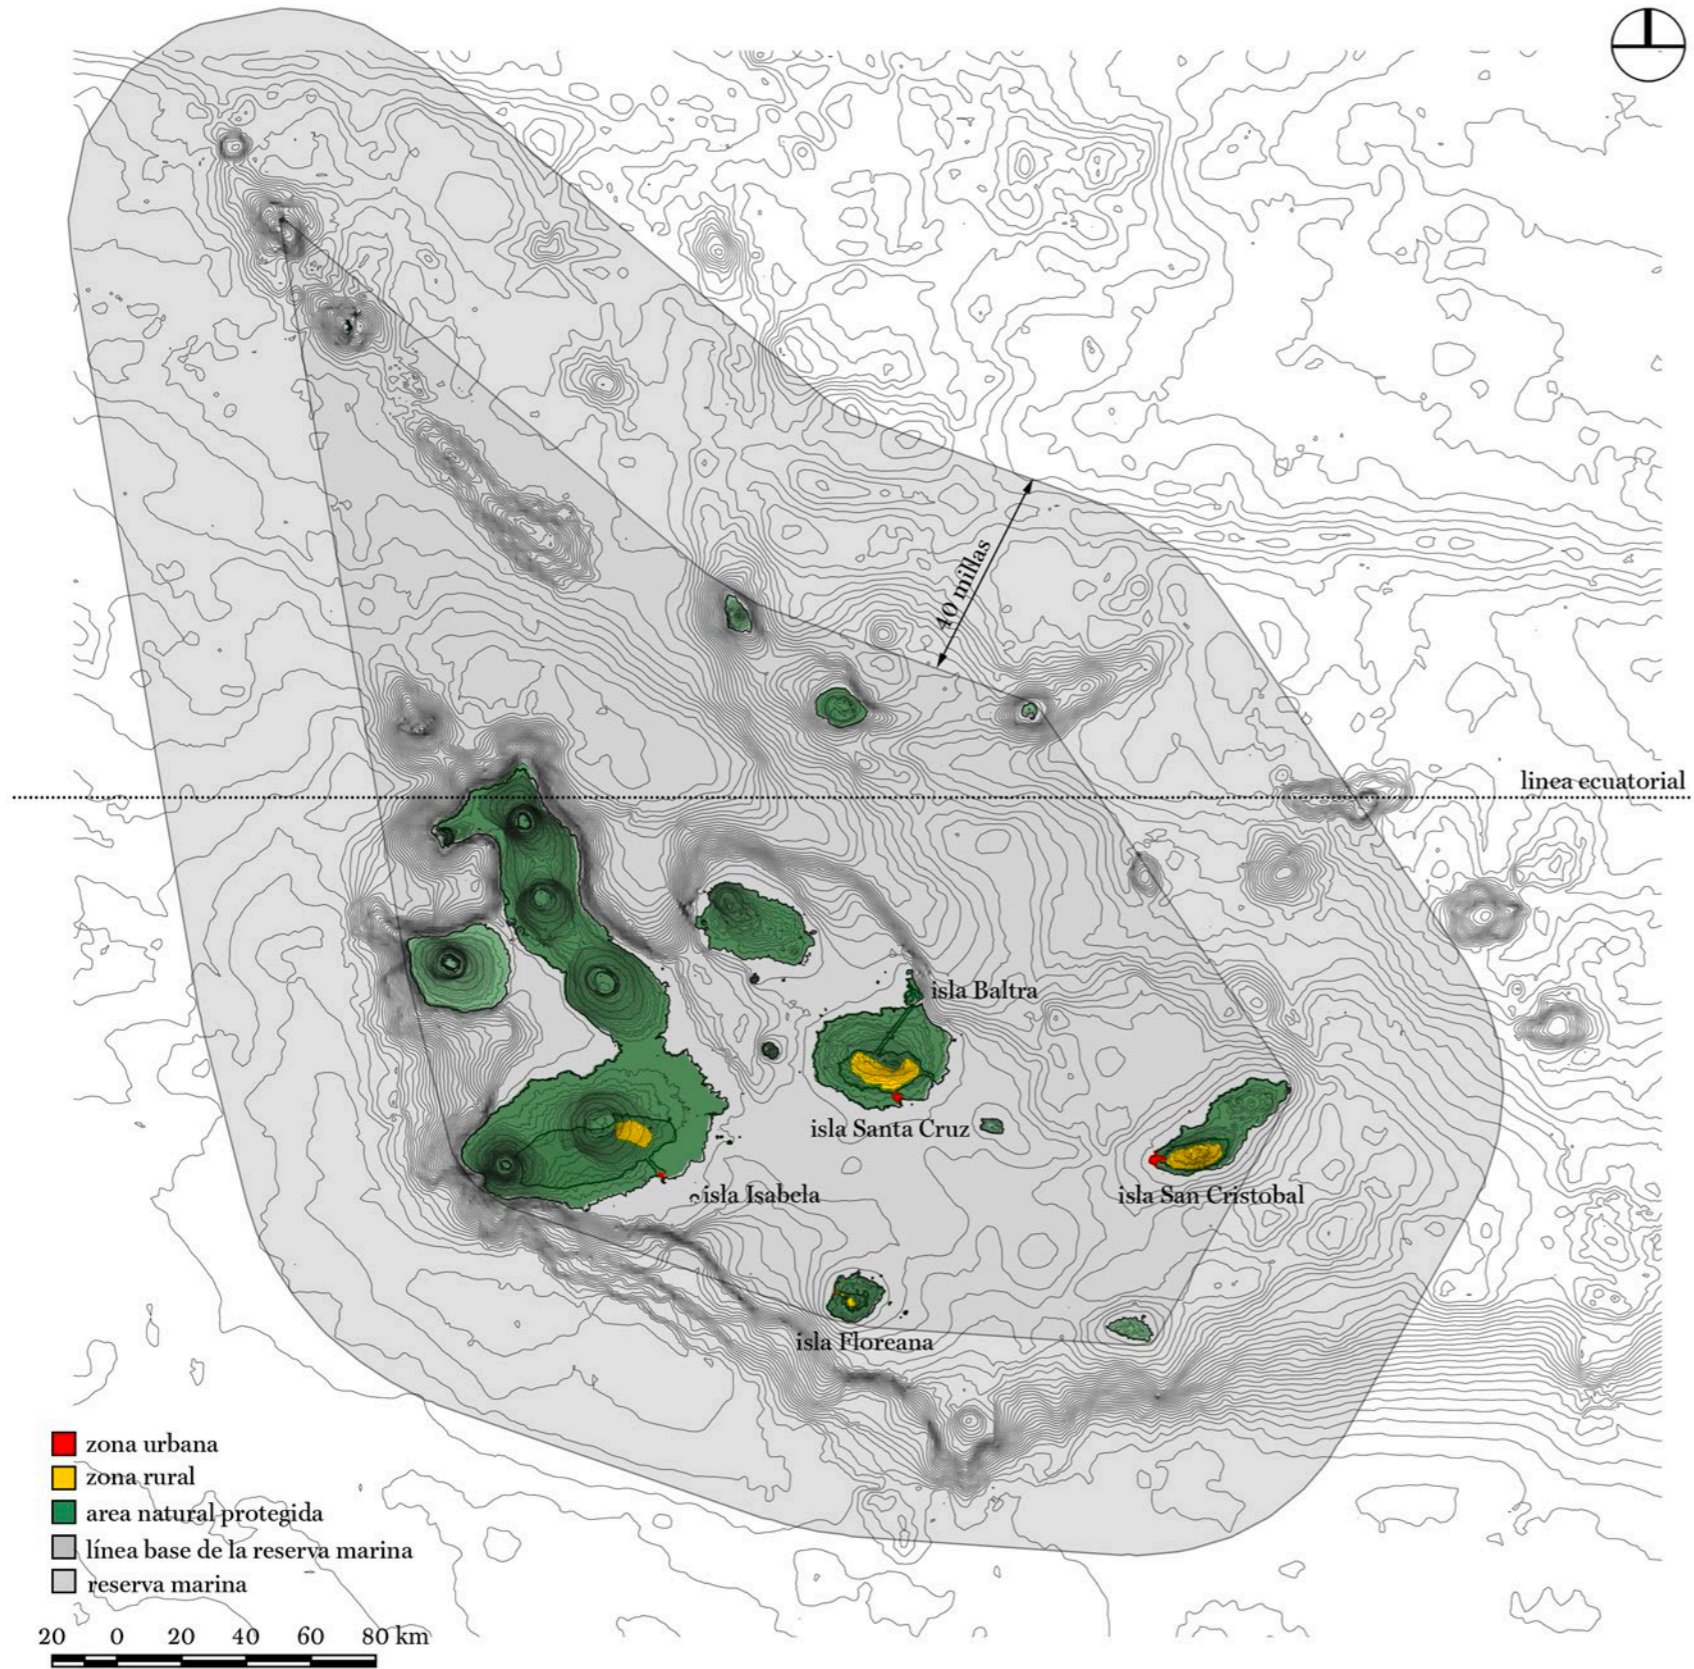 40 millas
linea ecuatorial
isla Baltra
isla Santa Cruz
isla Isabela
isla San Cristobal
isla Floreana
zona urbana
zona rural
area natural protegida
línea base de la reserva marina
reserva marina
20 0 20 40 60 80 km